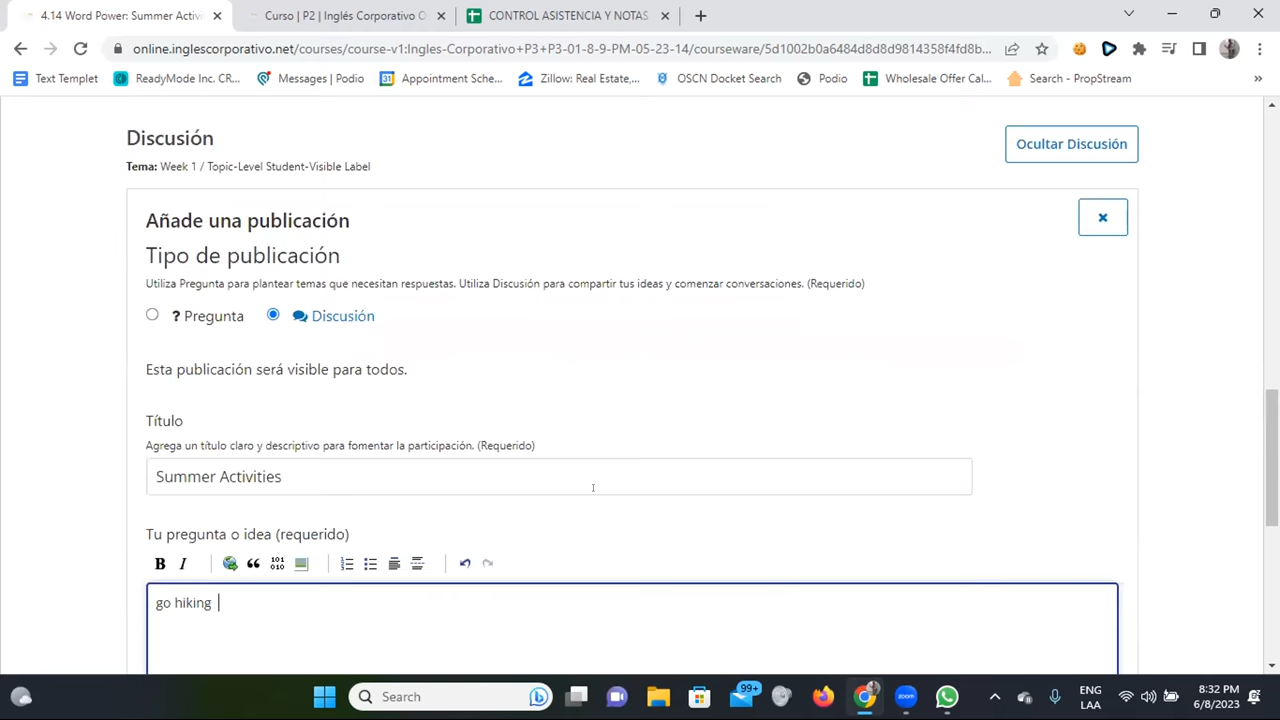 4.14 Word Power: Summer Activi
Curso | P2 | Inglés Corporativo O
CONTROL ASISTENCIA Y NOTAS
online.inglescorporativo.net/courses/course-v1:Ingles-Corporativo+P3+P3-01-8-9-PM-05-23-14/courseware/5d1002b0a6484d8d8d9814358f4fd8b...
Text Templet
ReadyMode Inc. CR...
Messages | Podio
Appointment Sche...
Zillow: Real Estate,...
OSCN Docket Search
Podio
Wholesale Offer Cal...
Search - PropStream
»
Discusión
Ocultar Discusión
Tema: Week 1 / Topic-Level Student-Visible Label
Añade una publicación
Tipo de publicación
Utiliza Pregunta para plantear temas que necesitan respuestas. Utiliza Discusión para compartir tus ideas y comenzar conversaciones. (Requerido)
? Pregunta
Discusión
Esta publicación será visible para todos.
Título
Agrega un título claro y descriptivo para fomentar la participación. (Requerido)
Summer Activities
Tu pregunta o idea (requerido)
B I
go hiking
Search
99+
ENG
LAA
8:32 PM
6/8/2023